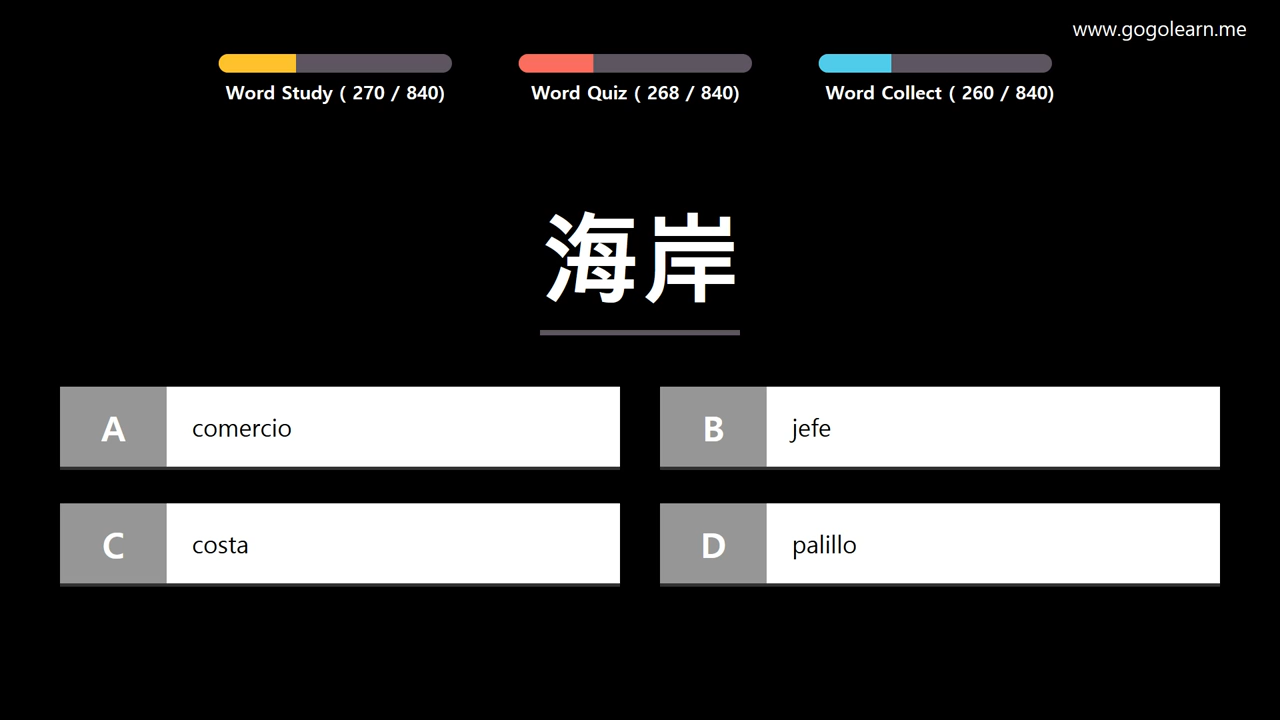 www.gogolearn.me
Word Study ( 270 / 840)
Word Quiz ( 268 / 840)
Word Collect ( 260 / 840)
海岸
A comercio
B jefe
C costa
D palillo